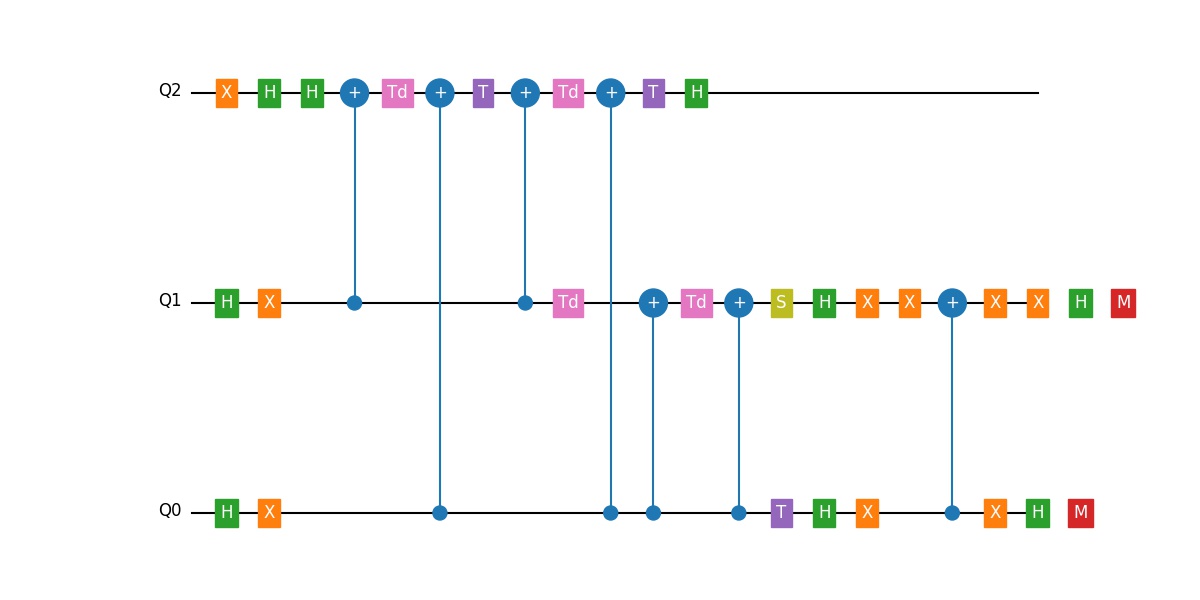 Q2 X H H + Td + T + Td + T H
Q1 H X Td + Td + S H X X + X X H M
Q0 H X T H X X H M